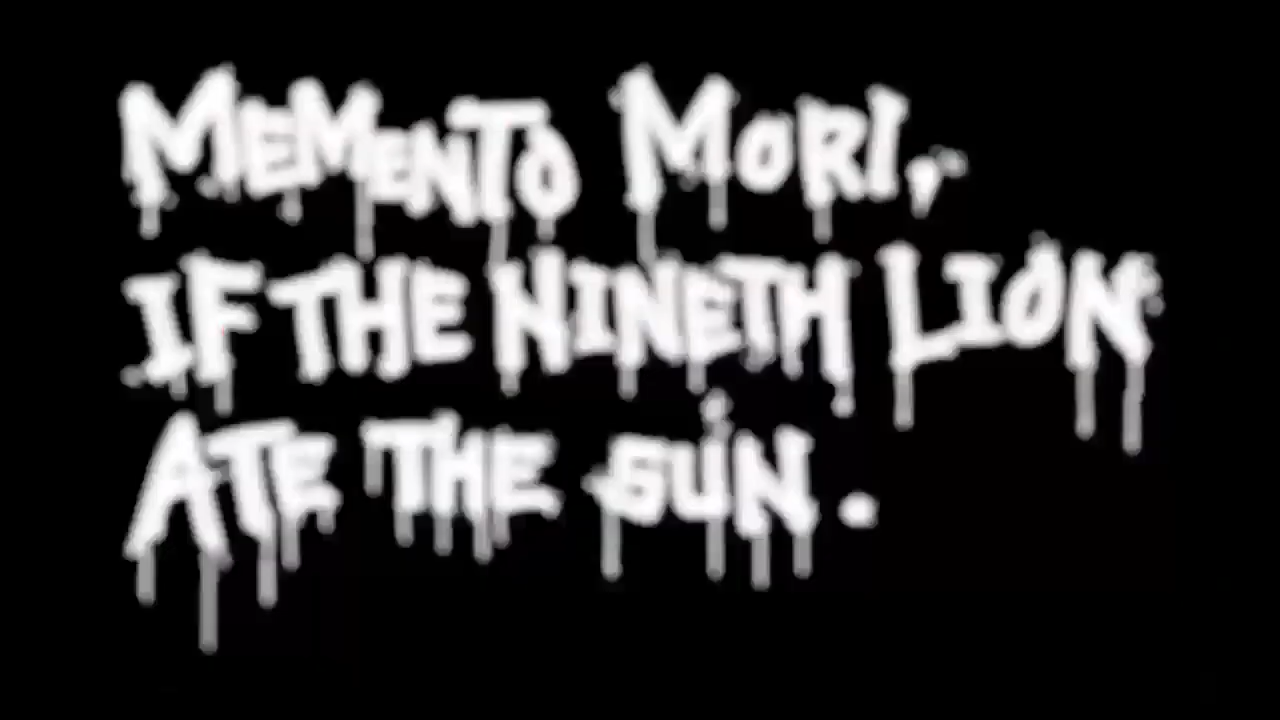 MEMENTO MORI,
IF THE NINETH LION
ATE THE SUN.